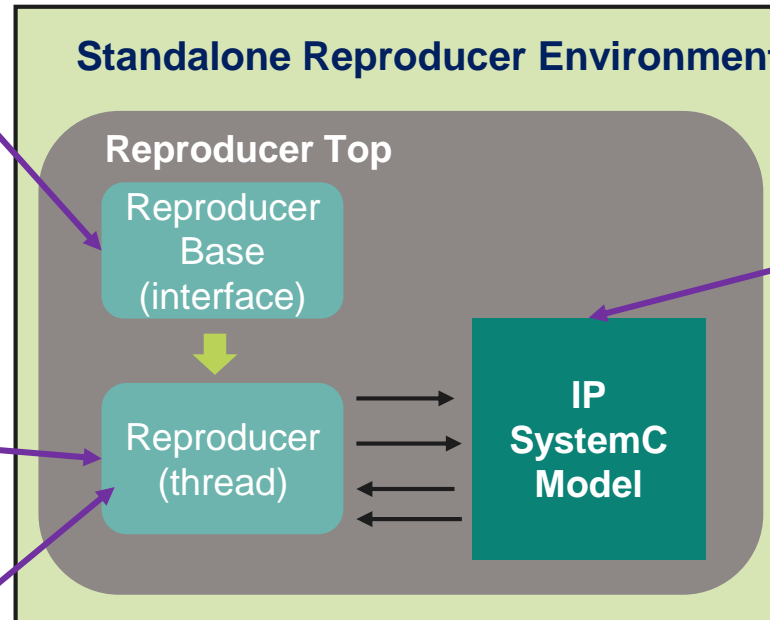 Standalone Reproducer Environment
Reproducer Top
Reproducer
Base
(interface)
Reproducer
(thread)
IP
SystemC
Model